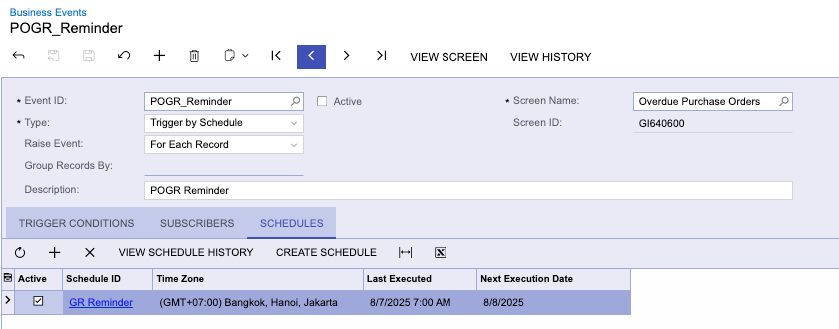 Business Events
POGR_Reminder
VIEW SCREEN VIEW HISTORY
* Event ID: POGR_Reminder Active * Screen Name: Overdue Purchase Orders
* Type: Trigger by Schedule Screen ID: GI640600
Raise Event: For Each Record
Group Records By:
Description: POGR Reminder
TRIGGER CONDITIONS SUBSCRIBERS SCHEDULES
VIEW SCHEDULE HISTORY CREATE SCHEDULE
Active Schedule ID Time Zone Last Executed Next Execution Date
GR Reminder (GMT+07:00) Bangkok, Hanoi, Jakarta 8/7/2025 7:00 AM 8/8/2025